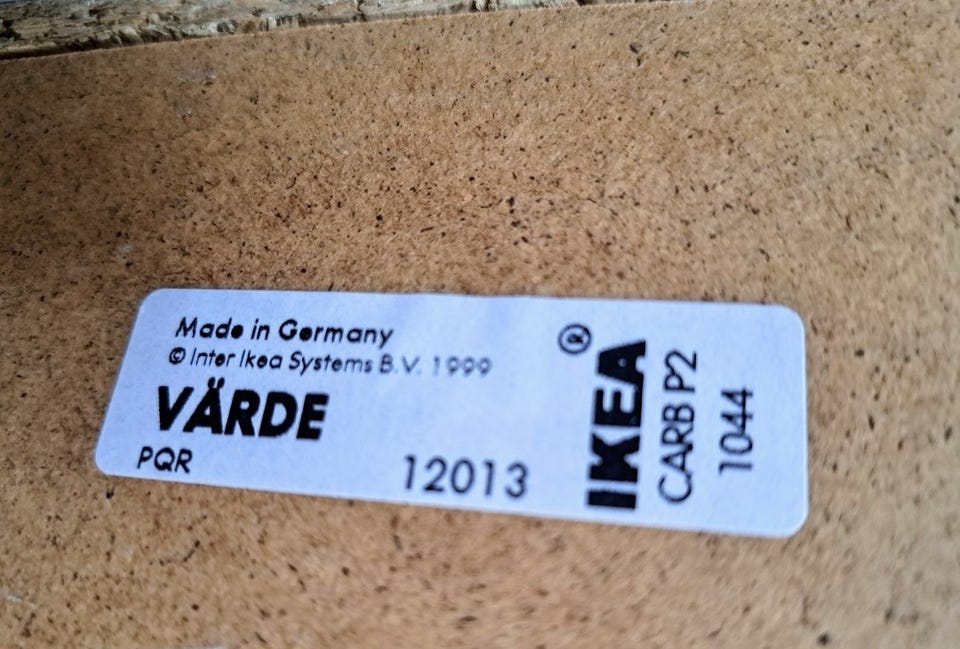 Made in Germany
© Inter Ikea Systems B.V. 1999
VÄRDE
PQR
12013
IKEA®
CARB P2
1044